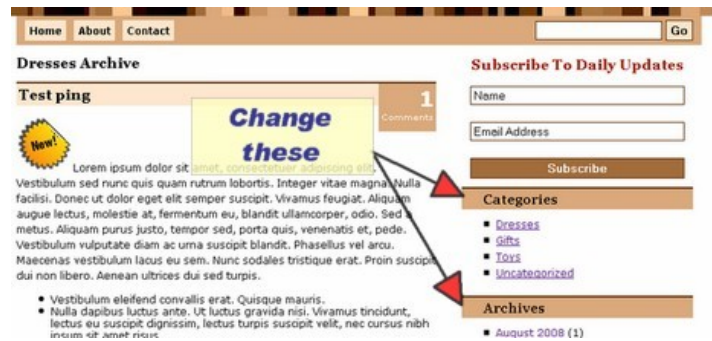 Home About Contact
Go
Dresses Archive
Test ping
1
Comments
New!
Lorem ipsum dolor sit amet, consectetuer adipiscing elit.
Vestibulum sed nunc quis quam rutrum lobortis. Integer vitae magna. Nulla
facilisi. Donec ut dolor eget elit semper suscipit. Vivamus feugiat. Aliquam
augue lectus, molestie at, fermentum eu, blandit ullamcorper, odio. Sed a
metus. Aliquam purus justo, tempor sed, porta quis, venenatis et, pede.
Vestibulum vulputate diam ac urna suscipit blandit. Phasellus vel arcu.
Maecenas vestibulum lacus eu sem. Nunc sodales tristique erat. Proin suscipit
dui non libero. Aenean ultrices dui sed turpis.
• Vestibulum eleifend convallis erat. Quisque mauris.
• Nulla dapibus luctus ante. Ut luctus gravida nisi. Vivamus tincidunt,
lectus eu suscipit dignissim, lectus turpis suscipit velit, nec cursus nibh
ipsum sit amet risus
Change
these
Subscribe To Daily Updates
Name
Email Address
Subscribe
Categories
Dresses
Gifts
Toys
Uncategorized
Archives
August 2008 (1)